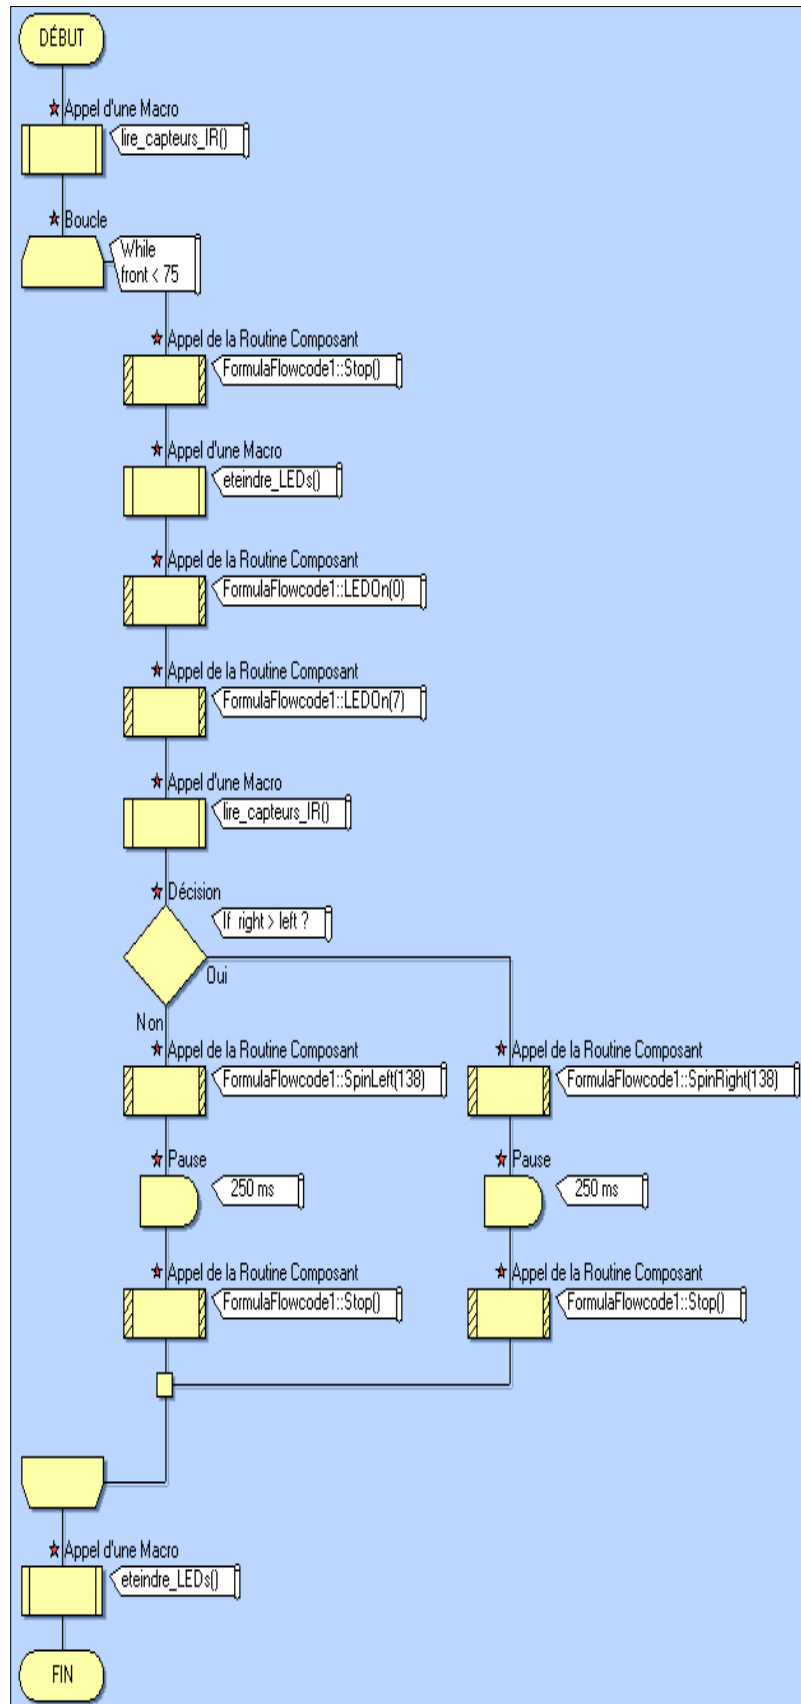 DÉBUT
Appel d'une Macro
lire_capteurs_IR()
Boucle
While
front < 75
Appel de la Routine Composant
FormulaFlowcode1::Stop()
Appel d'une Macro
eteindre_LEDs()
Appel de la Routine Composant
FormulaFlowcode1::LEDOn(0)
Appel de la Routine Composant
FormulaFlowcode1::LEDOn(7)
Appel d'une Macro
lire_capteurs_IR()
Décision
If right > left ?
Oui
Non
Appel de la Routine Composant
FormulaFlowcode1::SpinLeft(138)
Appel de la Routine Composant
FormulaFlowcode1::SpinRight(138)
Pause
250 ms
Pause
250 ms
Appel de la Routine Composant
FormulaFlowcode1::Stop()
Appel de la Routine Composant
FormulaFlowcode1::Stop()
Appel d'une Macro
eteindre_LEDs()
FIN